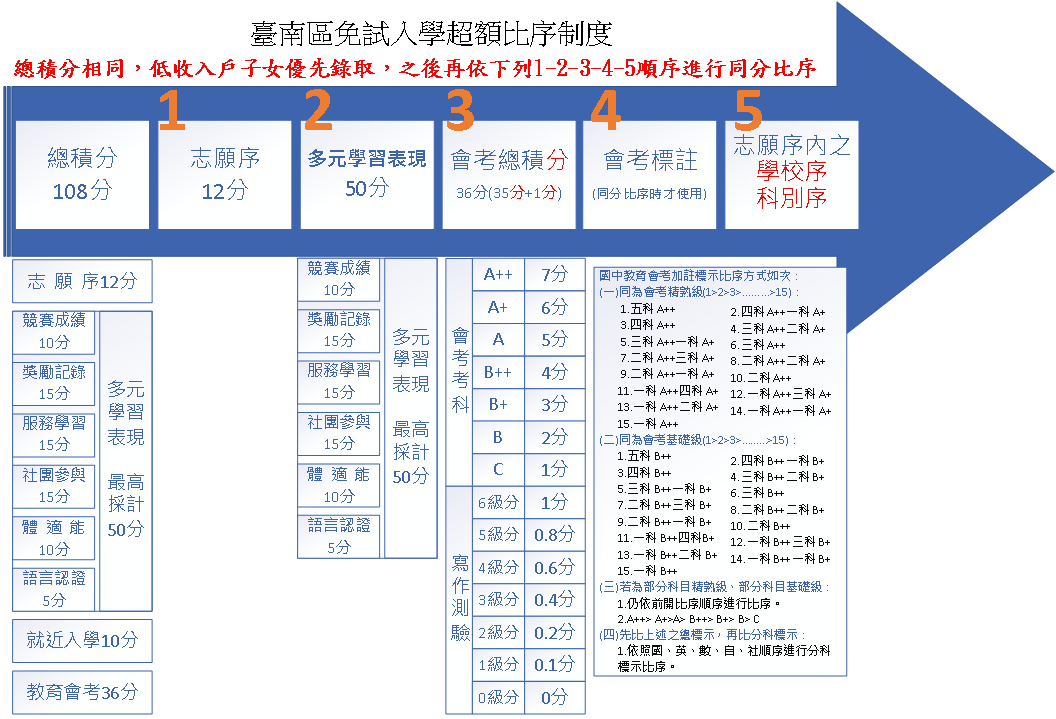 臺南區免試入學超額比序制度
總積分相同，低收入戶子女優先錄取，之後再依下列1-2-3-4-5順序進行同分比序
總積分
108分
1
志願序
12分
2
多元學習表現
50分
3
會考總積分
36分(35分+1分)
4
會考標註
(同分比序時才使用)
5
志願序內之
學校序
科別序
志 願 序12分
競賽成績
10分
獎勵記錄
15分
服務學習
15分
社團參與
15分
體 適 能
10分
語言認證
5分
多元
學習
表現
最高
採計
50分
就近入學10分
教育會考36分
競賽成績
10分
獎勵記錄
15分
服務學習
15分
社團參與
15分
體 適 能
10分
語言認證
5分
多元
學習
表現
最高
採計
50分
會考考科
A++ 7分
A+ 6分
A 5分
B++ 4分
B+ 3分
B 2分
C 1分
寫作測驗
6級分 1分
5級分 0.8分
4級分 0.6分
3級分 0.4分
2級分 0.2分
1級分 0.1分
0級分 0分
國中教育會考加註標示比序方式如次：
(一)同為會考精熟級(1>2>3>………>15)：
1.五科 A++ 2.四科 A++一科 A+
3.四科 A++ 4.三科 A++二科 A+
5.三科 A++一科 A+ 6.三科 A++
7.二科 A++三科 A+ 8.二科 A++二科 A+
9.二科 A++一科 A+ 10.二科 A++
11.一科 A++四科 A+ 12.一科 A++三科 A+
13.一科 A++二科 A+ 14.一科 A++一科 A+
15.一科 A++
(二)同為會考基礎級(1>2>3>……..>15)：
1.五科 B++ 2.四科 B++ 一科 B+
3.四科 B++ 4.三科 B++ 二科 B+
5.三科 B++ 一科 B+ 6.三科 B++
7.二科 B++ 三科 B+ 8.二科 B++ 二科 B+
9.二科 B++ 一科 B+ 10.二科 B++
11.一科 B++ 四科B+ 12.一科 B++ 三科 B+
13.一科 B++ 二科 B+ 14.一科 B++ 一科 B+
15.一科 B++
(三)若為部分科目精熟級、部分科目基礎級：
1.仍依前開比序順序進行比序。
2.A++> A+>A> B++> B+> B> C
(四)先比上述之總標示，再比分科標示：
1.依照國、英、數、自、社順序進行分科
標示比序。